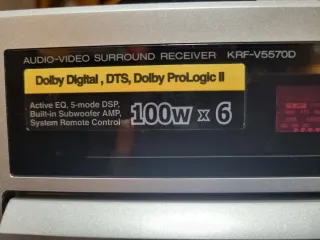 AUDIO-VIDEO SURROUND RECEIVER KRF-V5570D
Dolby Digital , DTS, Dolby ProLogic II
Active EQ, 5-mode DSP,
Built-in Subwoofer AMP,
System Remote Control
100w x 6